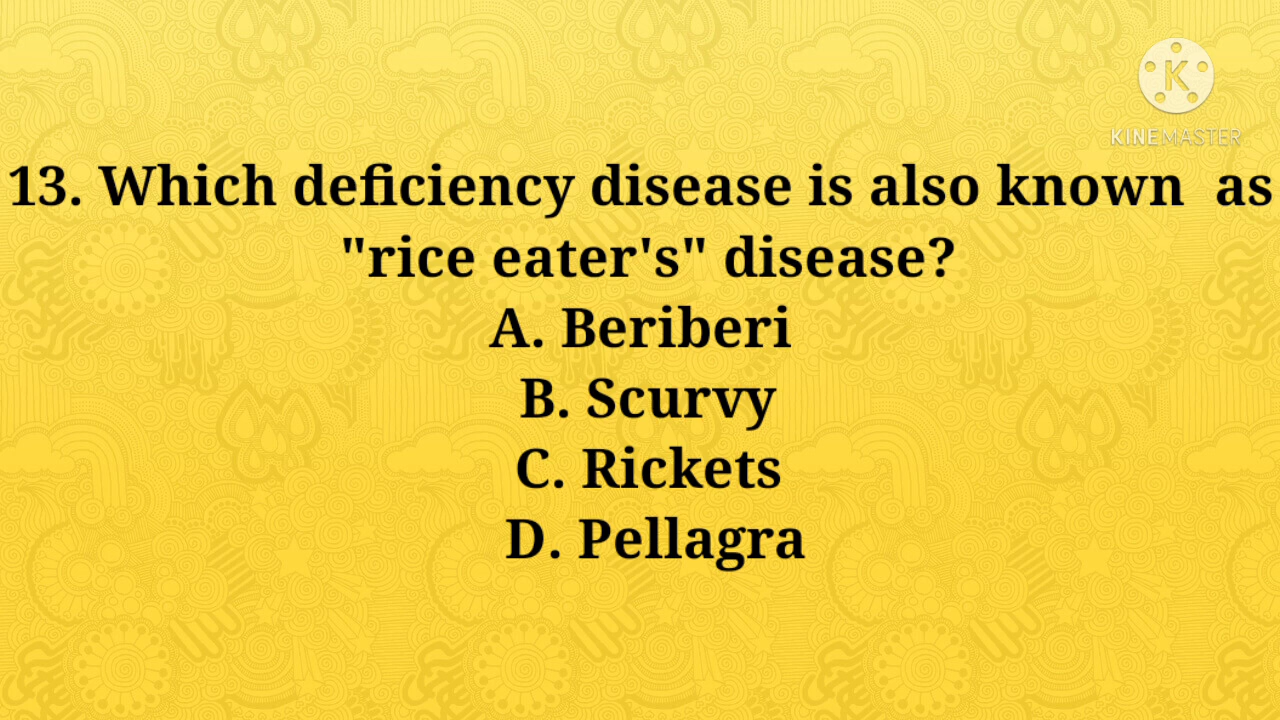 K
KINEMASTER
13. Which deficiency disease is also known  as
"rice eater's" disease?
A. Beriberi
B. Scurvy
C. Rickets
D. Pellagra